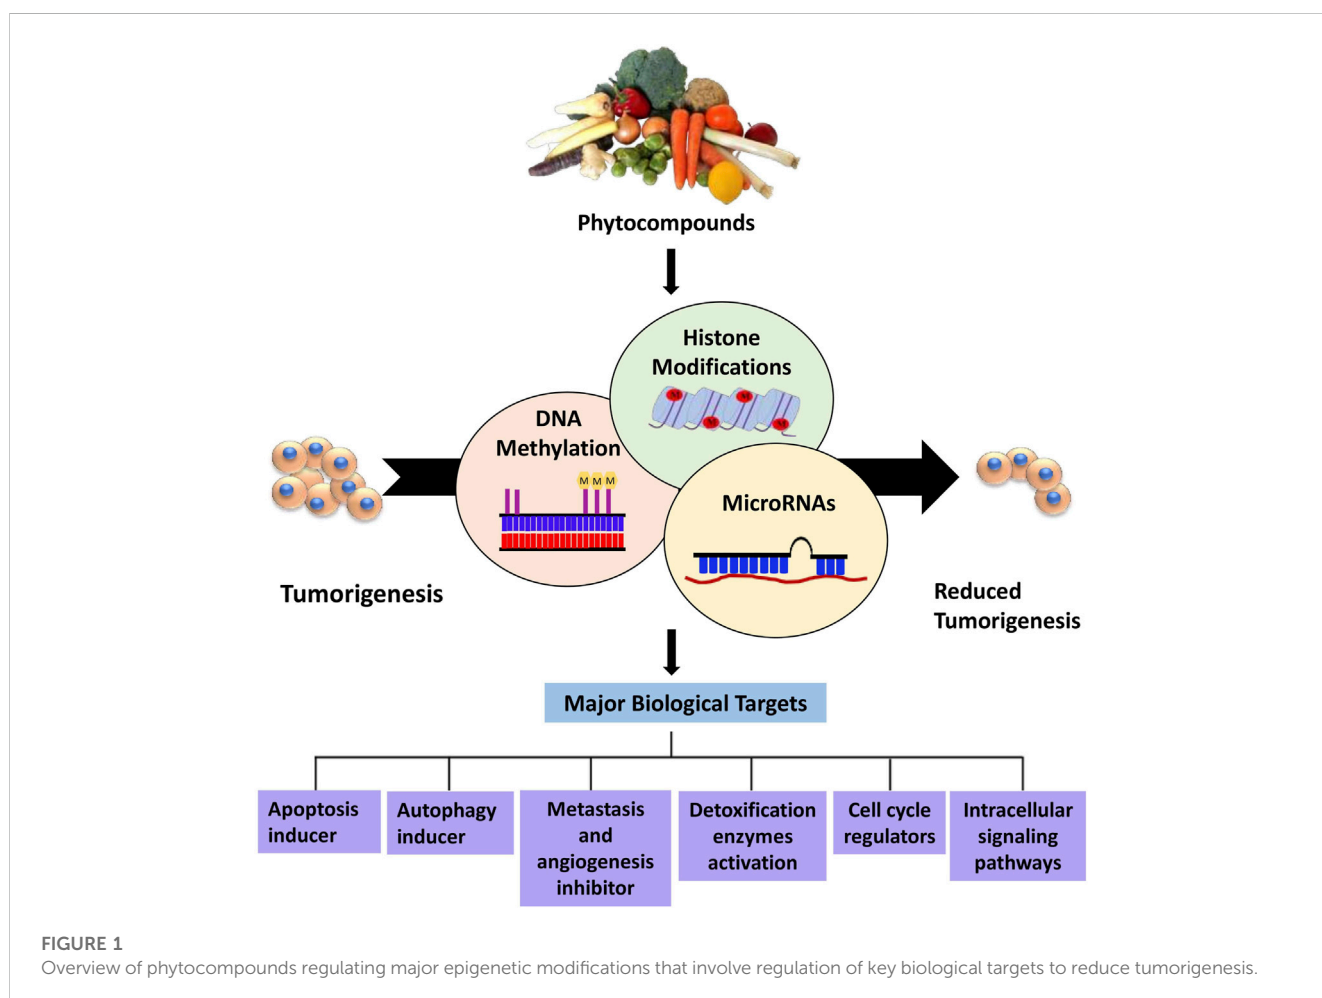 Phytocompounds
Histone
Modifications
M
M
M
M
DNA
Methylation
M M M
MicroRNAs
Tumorigenesis
Reduced
Tumorigenesis
Major Biological Targets
Apoptosis
inducer
Autophagy
inducer
Metastasis
and
angiogenesis
inhibitor
Detoxification
enzymes
activation
Cell cycle
regulators
Intracellular
signaling
pathways
FIGURE 1
Overview of phytocompounds regulating major epigenetic modifications that involve regulation of key biological targets to reduce tumorigenesis.